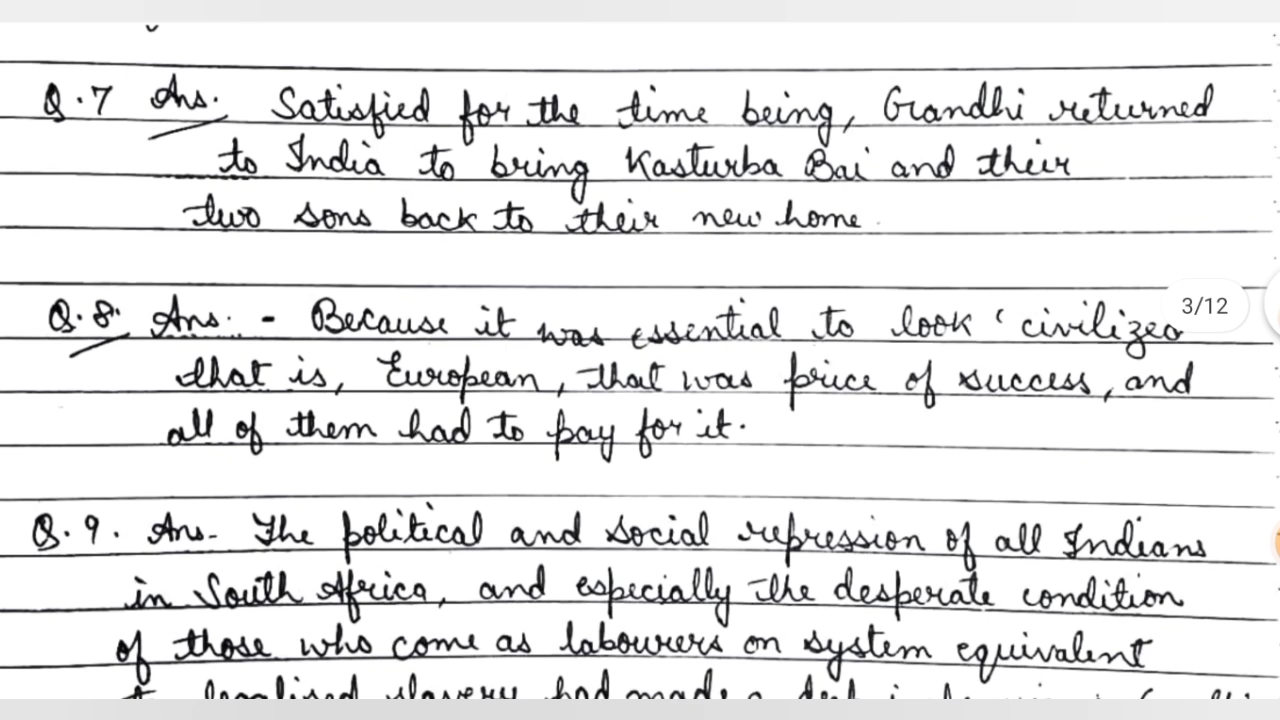 Q.7 Ans. Satisfied for the time being, Gandhi returned
to India to bring Kasturba Bai and their
two sons back to their new home.
Q.8. Ans. - Because it was essential to look ‘civilized
3/12
that is, European, that was price of success, and
all of them had to pay for it.
Q.9. Ans- The political and social repression of all Indians
in South Africa, and especially the desperate condition
of those who come as labourers on system equivalent
legalised slavery had made a